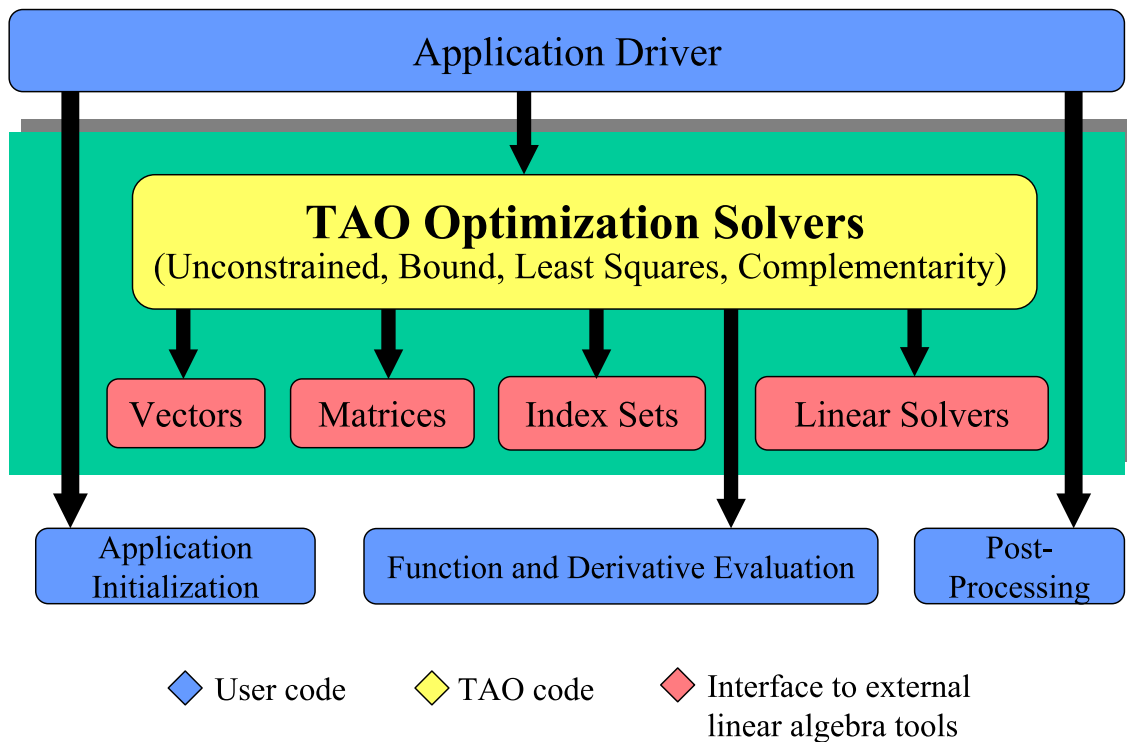 Application Driver
TAO Optimization Solvers
(Unconstrained, Bound, Least Squares, Complementarity)
Vectors
Matrices
Index Sets
Linear Solvers
Application
Initialization
Function and Derivative Evaluation
Post-
Processing
User code
TAO code
Interface to external
linear algebra tools